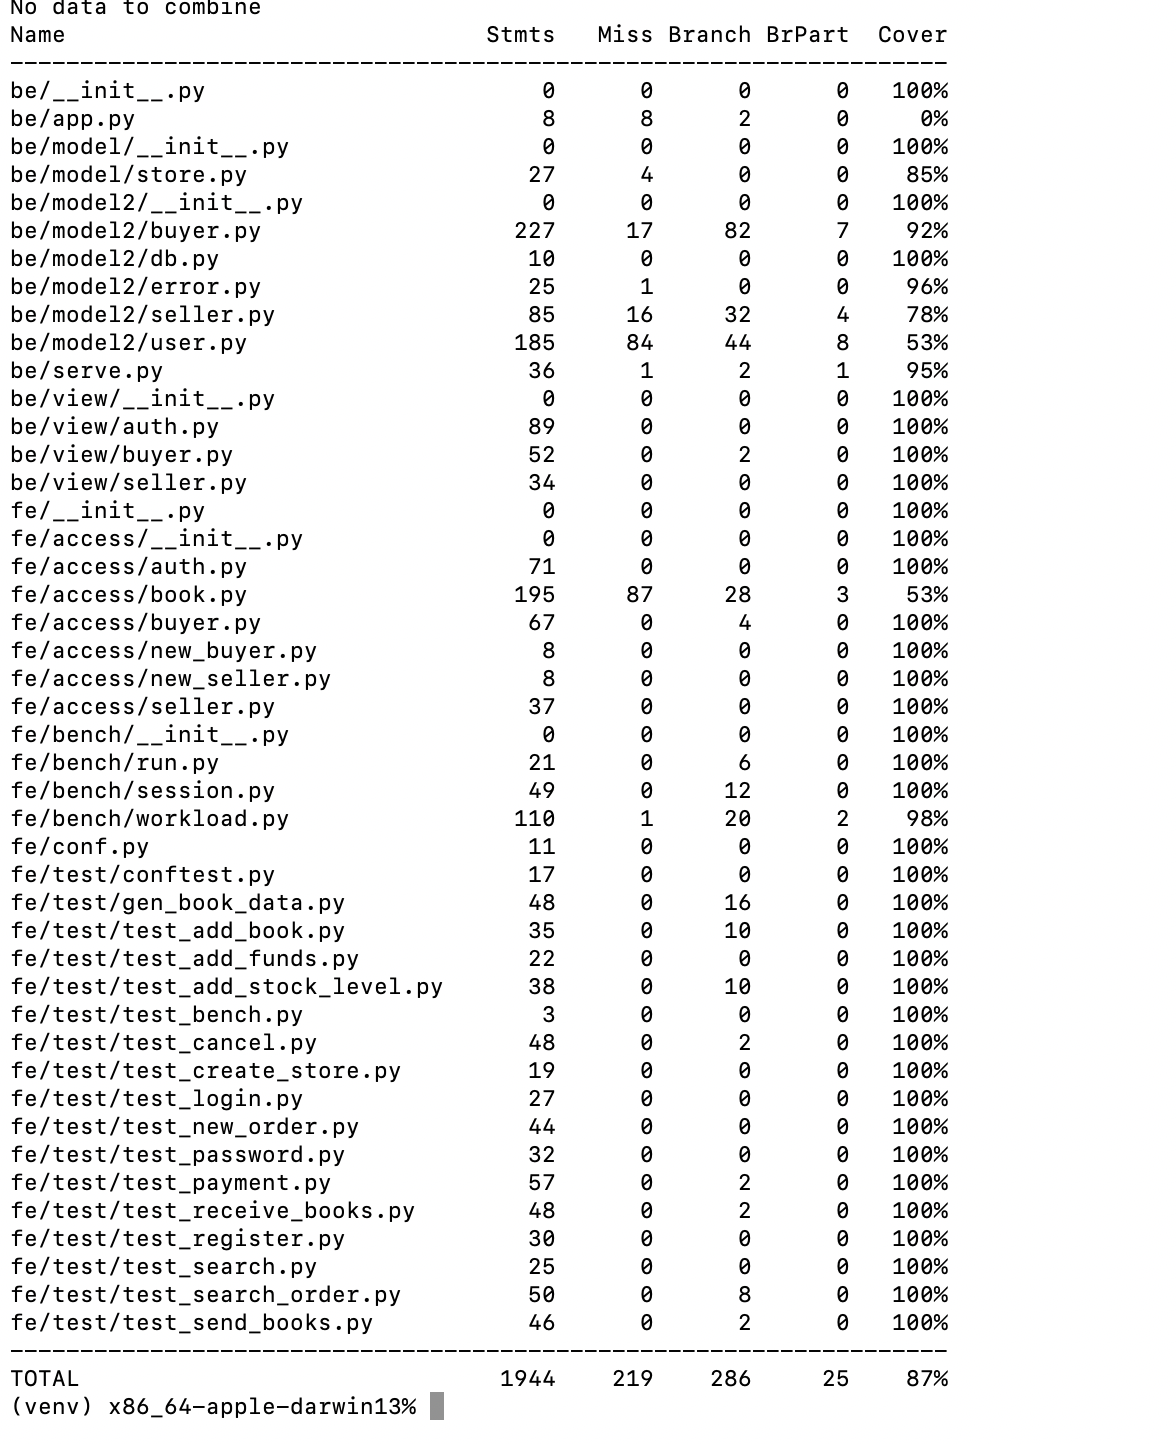 No data to combine
Name                              Stmts   Miss Branch BrPart  Cover
-------------------------------------------------------------------
be/__init__.py                        0      0      0      0   100%
be/app.py                             8      8      2      0     0%
be/model/__init__.py                  0      0      0      0   100%
be/model/store.py                    27      4      0      0    85%
be/model2/__init__.py                 0      0      0      0   100%
be/model2/buyer.py                  227     17     82      7    92%
be/model2/db.py                      10      0      0      0   100%
be/model2/error.py                   25      1      0      0    96%
be/model2/seller.py                  85     16     32      4    78%
be/model2/user.py                   185     84     44      8    53%
be/serve.py                          36      1      2      1    95%
be/view/__init__.py                   0      0      0      0   100%
be/view/auth.py                      89      0      0      0   100%
be/view/buyer.py                     52      0      2      0   100%
be/view/seller.py                    34      0      0      0   100%
fe/__init__.py                        0      0      0      0   100%
fe/access/__init__.py                 0      0      0      0   100%
fe/access/auth.py                    71      0      0      0   100%
fe/access/book.py                   195     87     28      3    53%
fe/access/buyer.py                   67      0      4      0   100%
fe/access/new_buyer.py                8      0      0      0   100%
fe/access/new_seller.py               8      0      0      0   100%
fe/access/seller.py                  37      0      0      0   100%
fe/bench/__init__.py                  0      0      0      0   100%
fe/bench/run.py                      21      0      6      0   100%
fe/bench/session.py                  49      0     12      0   100%
fe/bench/workload.py                110      1     20      2    98%
fe/conf.py                           11      0      0      0   100%
fe/test/conftest.py                  17      0      0      0   100%
fe/test/gen_book_data.py             48      0     16      0   100%
fe/test/test_add_book.py             35      0     10      0   100%
fe/test/test_add_funds.py            22      0      0      0   100%
fe/test/test_add_stock_level.py      38      0     10      0   100%
fe/test/test_bench.py                 3      0      0      0   100%
fe/test/test_cancel.py               48      0      2      0   100%
fe/test/test_create_store.py         19      0      0      0   100%
fe/test/test_login.py                27      0      0      0   100%
fe/test/test_new_order.py            44      0      0      0   100%
fe/test/test_password.py             32      0      0      0   100%
fe/test/test_payment.py              57      0      2      0   100%
fe/test/test_receive_books.py        48      0      2      0   100%
fe/test/test_register.py             30      0      0      0   100%
fe/test/test_search.py               25      0      0      0   100%
fe/test/test_search_order.py         50      0      8      0   100%
fe/test/test_send_books.py           46      0      2      0   100%
-------------------------------------------------------------------
TOTAL                              1944    219    286     25    87%
(venv) x86_64-apple-darwin13%